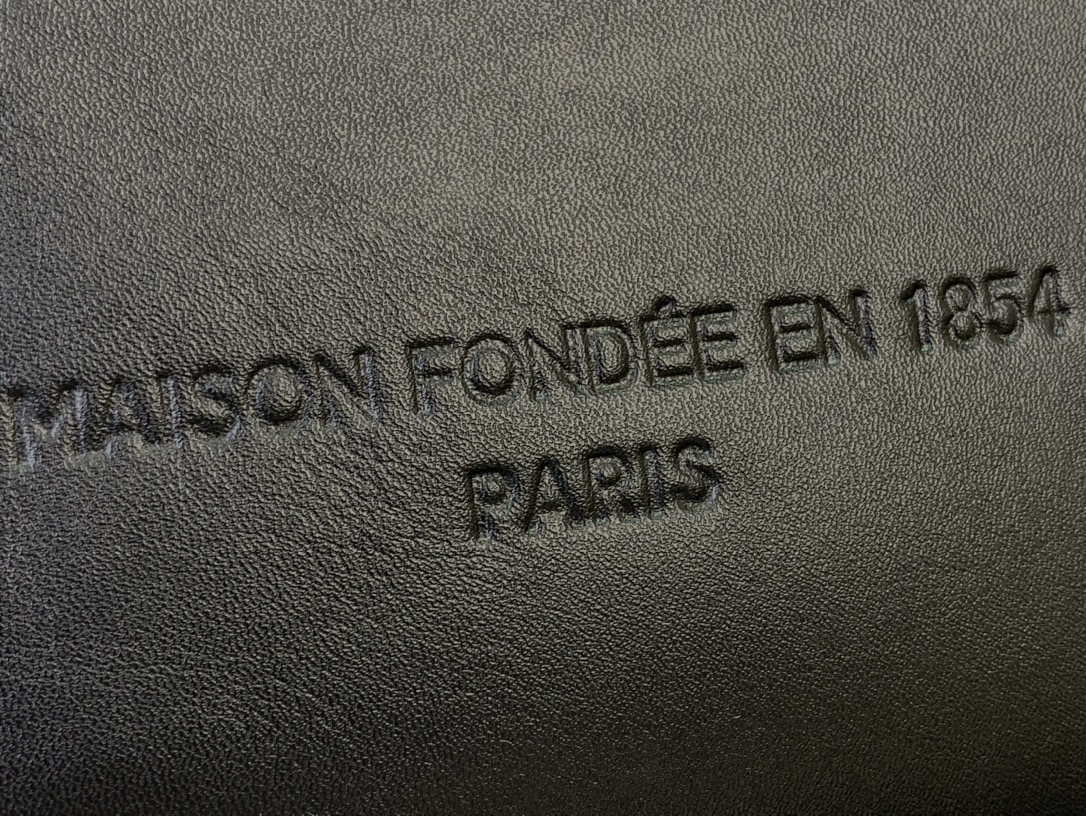 MAISON FONDÉE EN 1854
PARIS